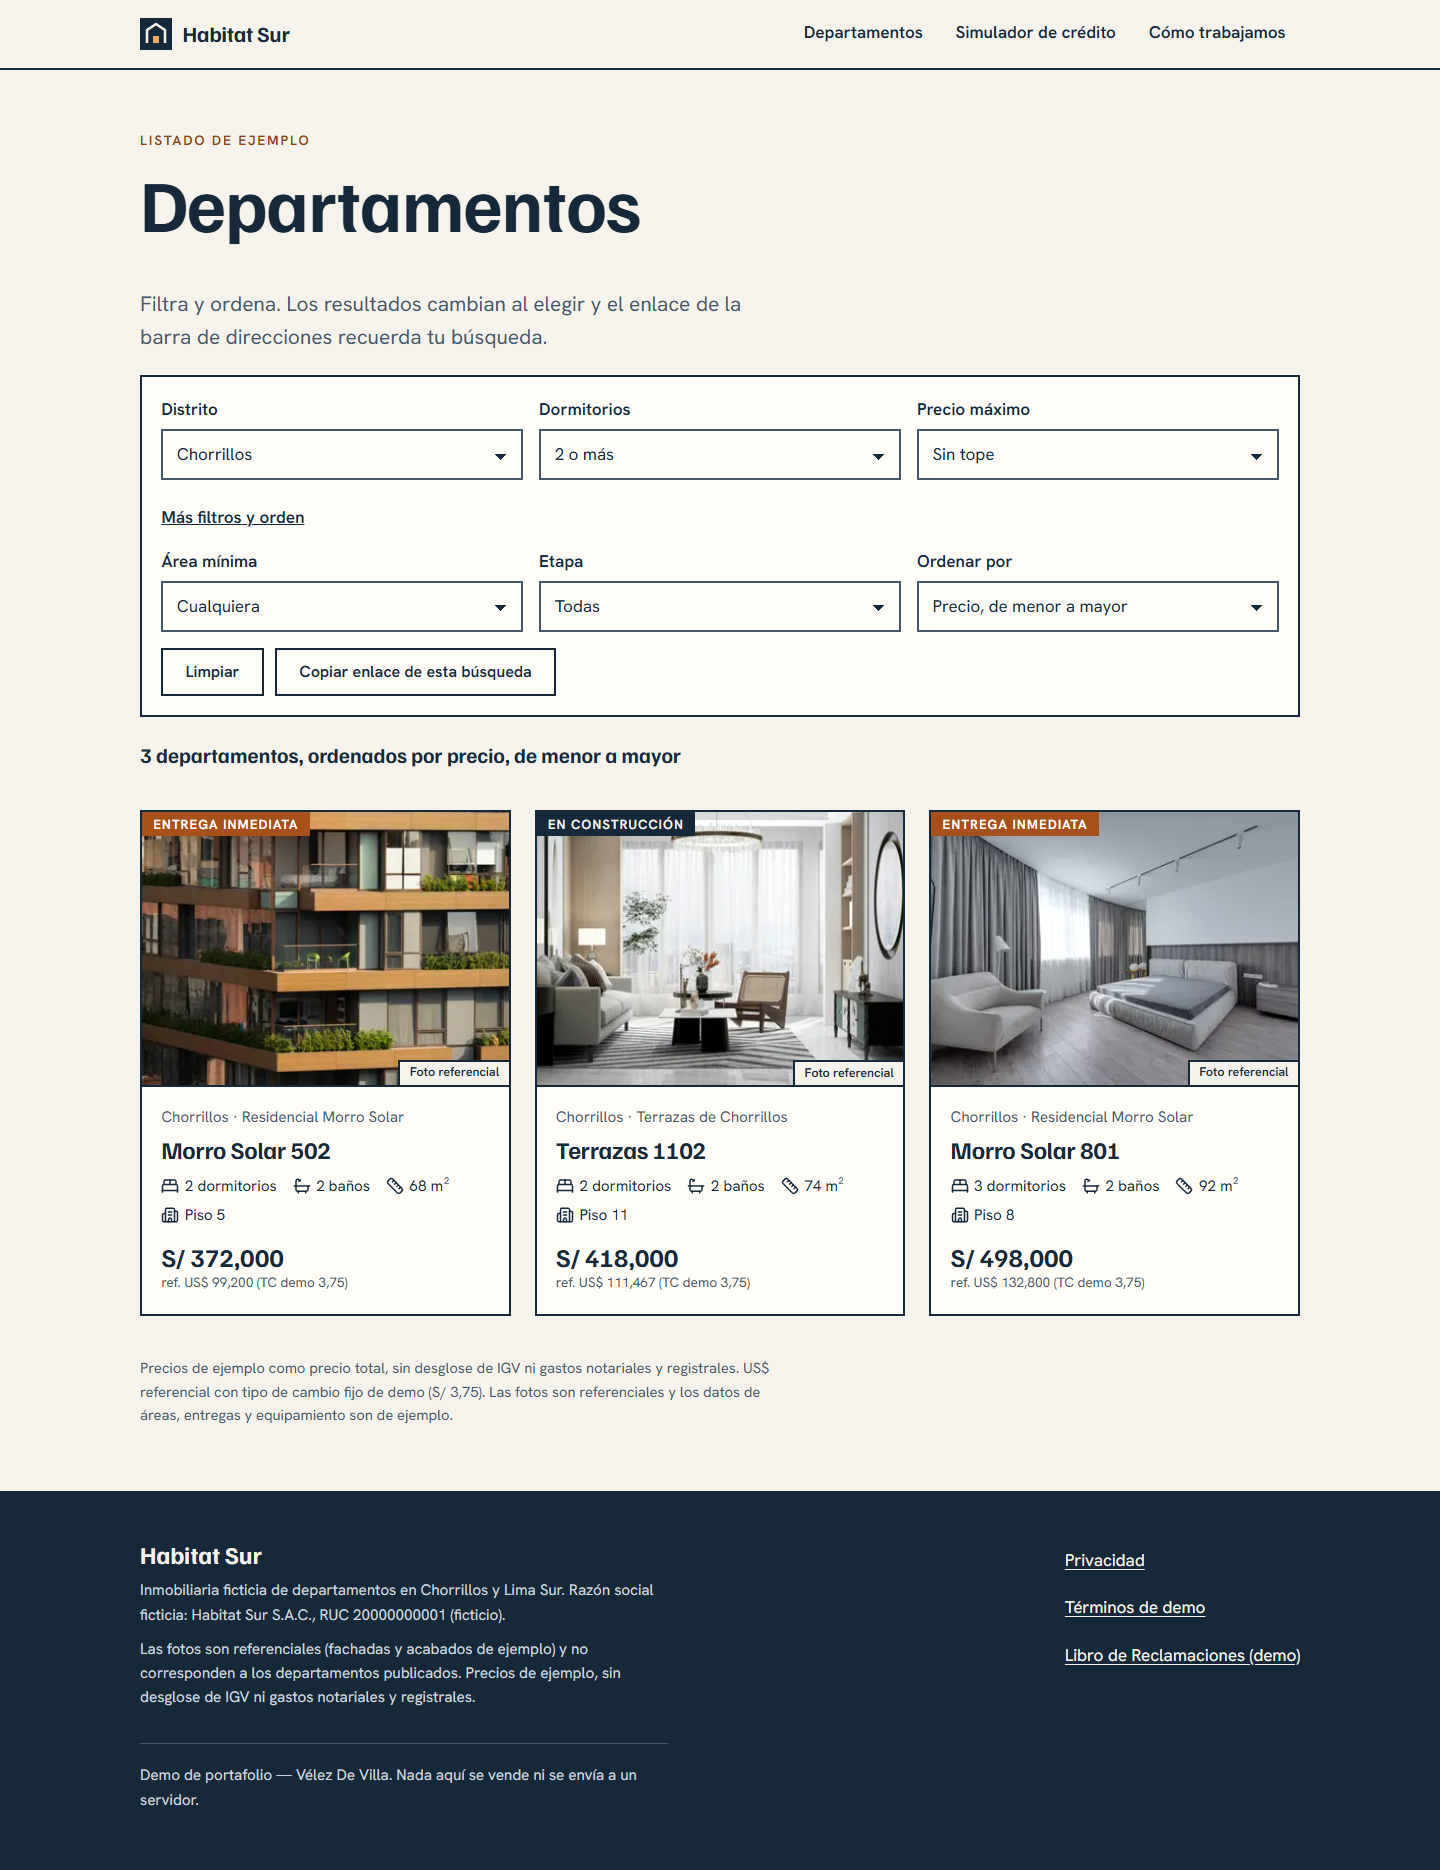 Habitat Sur
Departamentos
Simulador de crédito
Cómo trabajamos
LISTADO DE EJEMPLO
Departamentos
Filtra y ordena. Los resultados cambian al elegir y el enlace de la
barra de direcciones recuerda tu búsqueda.
Distrito
Dormitorios
Precio máximo
Chorrillos
2 o más
Sin tope
Más filtros y orden
Área mínima
Etapa
Ordenar por
Cualquiera
Todas
Precio, de menor a mayor
Limpiar
Copiar enlace de esta búsqueda
3 departamentos, ordenados por precio, de menor a mayor
ENTREGA INMEDIATA
Foto referencial
Chorrillos · Residencial Morro Solar
Morro Solar 502
2 dormitorios 2 baños 68 m²
Piso 5
S/ 372,000
ref. US$ 99,200 (TC demo 3,75)
EN CONSTRUCCIÓN
Foto referencial
Chorrillos · Terrazas de Chorrillos
Terrazas 1102
2 dormitorios 2 baños 74 m²
Piso 11
S/ 418,000
ref. US$ 111,467 (TC demo 3,75)
ENTREGA INMEDIATA
Foto referencial
Chorrillos · Residencial Morro Solar
Morro Solar 801
3 dormitorios 2 baños 92 m²
Piso 8
S/ 498,000
ref. US$ 132,800 (TC demo 3,75)
Precios de ejemplo como precio total, sin desglose de IGV ni gastos notariales y registrales. US$
referencial con tipo de cambio fijo de demo (S/ 3,75). Las fotos son referenciales y los datos de
áreas, entregas y equipamiento son de ejemplo.
Habitat Sur
Inmobiliaria ficticia de departamentos en Chorrillos y Lima Sur. Razón social
ficticia: Habitat Sur S.A.C., RUC 20000000001 (ficticio).
Las fotos son referenciales (fachadas y acabados de ejemplo) y no
corresponden a los departamentos publicados. Precios de ejemplo, sin
desglose de IGV ni gastos notariales y registrales.
Demo de portafolio — Vélez De Villa. Nada aquí se vende ni se envía a un
servidor.
Privacidad
Términos de demo
Libro de Reclamaciones (demo)